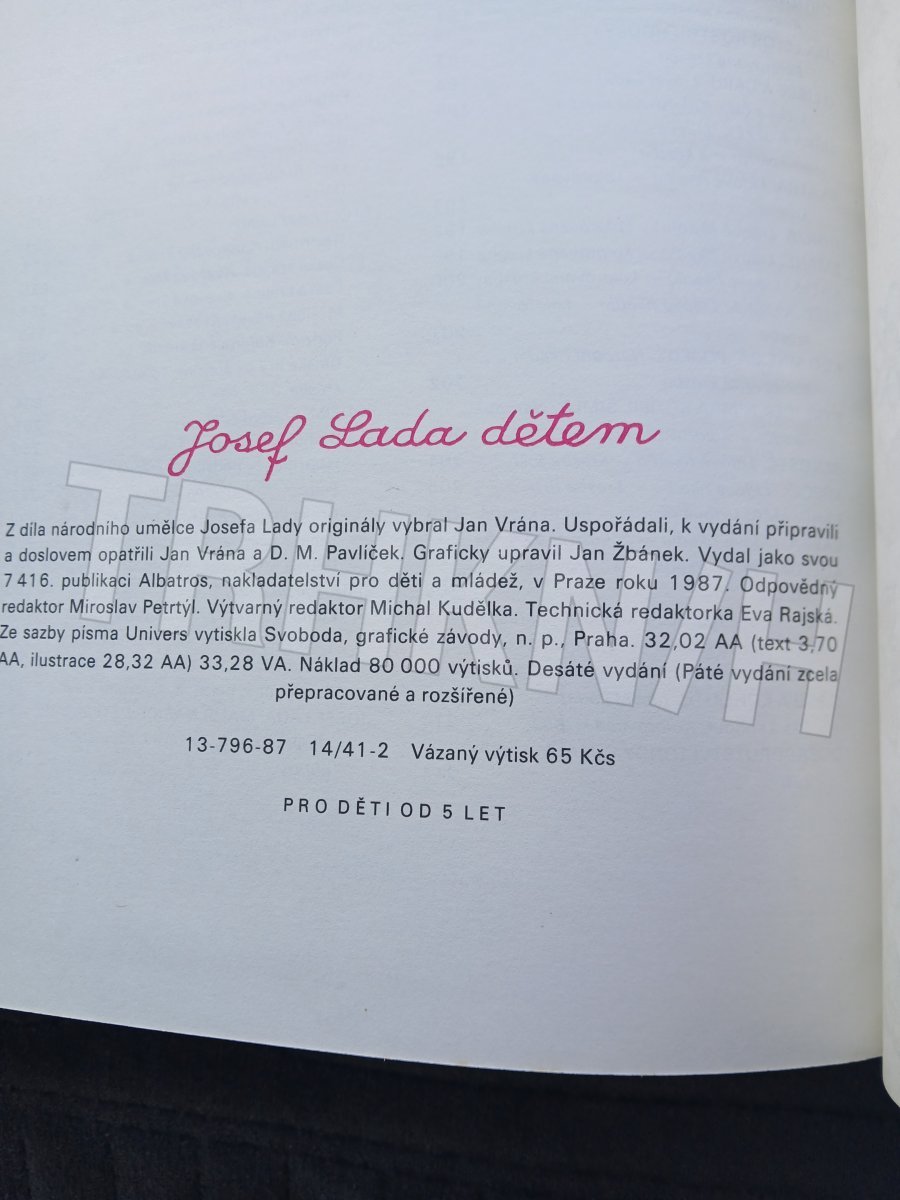 Josef Lada dětem
Z díla národního umělce Josefa Lady originály vybral Jan Vrána. Uspořádali, k vydání připravili
a doslovem opatřili Jan Vrána a D. M. Pavlíček. Graficky upravil Jan Žbánek. Vydal jako svou
7 416. publikaci Albatros, nakladatelství pro děti a mládež, v Praze roku 1987. Odpovědný
redaktor Miroslav Petrtýl. Výtvarný redaktor Michal Kudělka. Technická redaktorka Eva Rajská.
Ze sazby písma Univers vytiskla Svoboda, grafické závody, n. p., Praha. 32,02 AA (text 3,70
AA, ilustrace 28,32 AA) 33,28 VA. Náklad 80 000 výtisků. Desáté vydání (Páté vydání zcela
přepracované a rozšířené)
13-796-87 14/41-2 Vázaný výtisk 65 Kčs
PRO DĚTI OD 5 LET
TRHKNIH